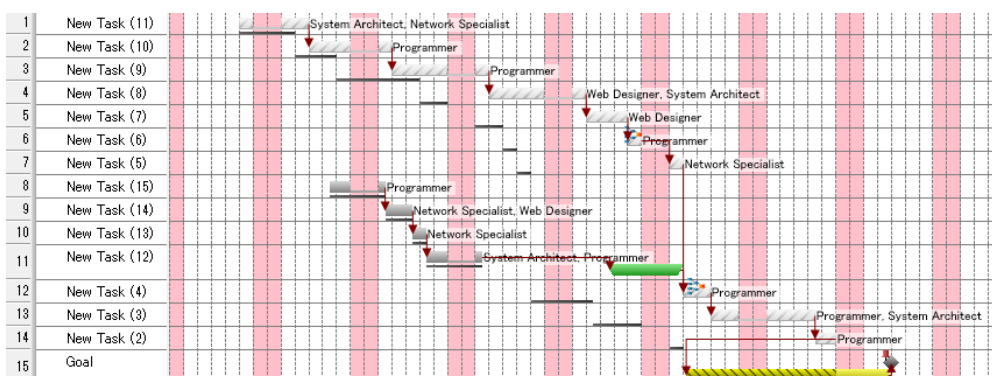 1 New Task (11) System Architect, Network Specialist
2 New Task (10) Programmer
3 New Task (9) Programmer
4 New Task (8) Web Designer, System Architect
5 New Task (7) Web Designer
6 New Task (6) Programmer
7 New Task (5) Network Specialist
8 New Task (15) Programmer
9 New Task (14) Network Specialist, Web Designer
10 New Task (13) Network Specialist
11 New Task (12) System Architect, Programmer
12 New Task (4) Programmer
13 New Task (3) Programmer, System Architect
14 New Task (2) Programmer
15 Goal